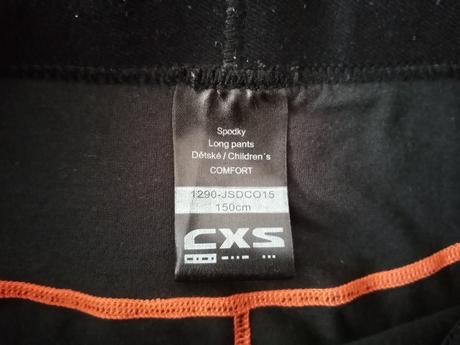 Spodky
Long pants
Dětské / Children´s
COMFORT
1290-JSDCO15
150cm
CXS